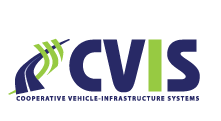 CVIS
COOPERATIVE VEHICLE-INFRASTRUCTURE SYSTEMS